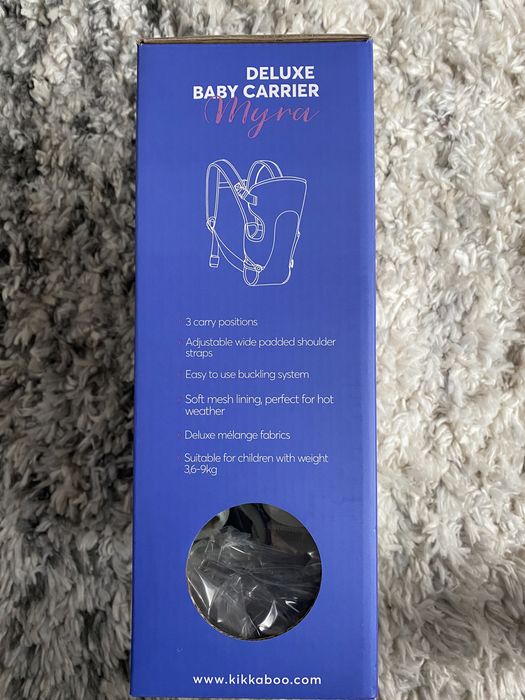 DELUXE
BABY CARRIER
Myra
3 carry positions
Adjustable wide padded shoulder
straps
Easy to use buckling system
Soft mesh lining, perfect for hot
weather
Deluxe mélange fabrics
Suitable for children with weight
3,6-9kg
www.kikkaboo.com